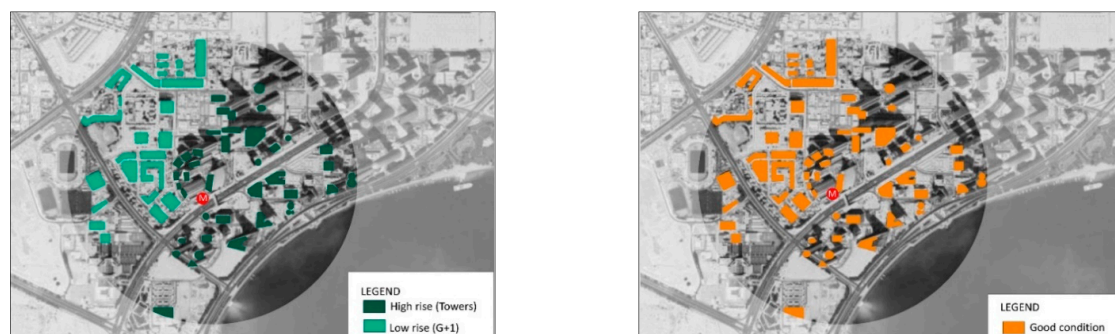 M
LEGEND
High rise (Towers)
Low rise (G+1)
M
LEGEND
Good condition